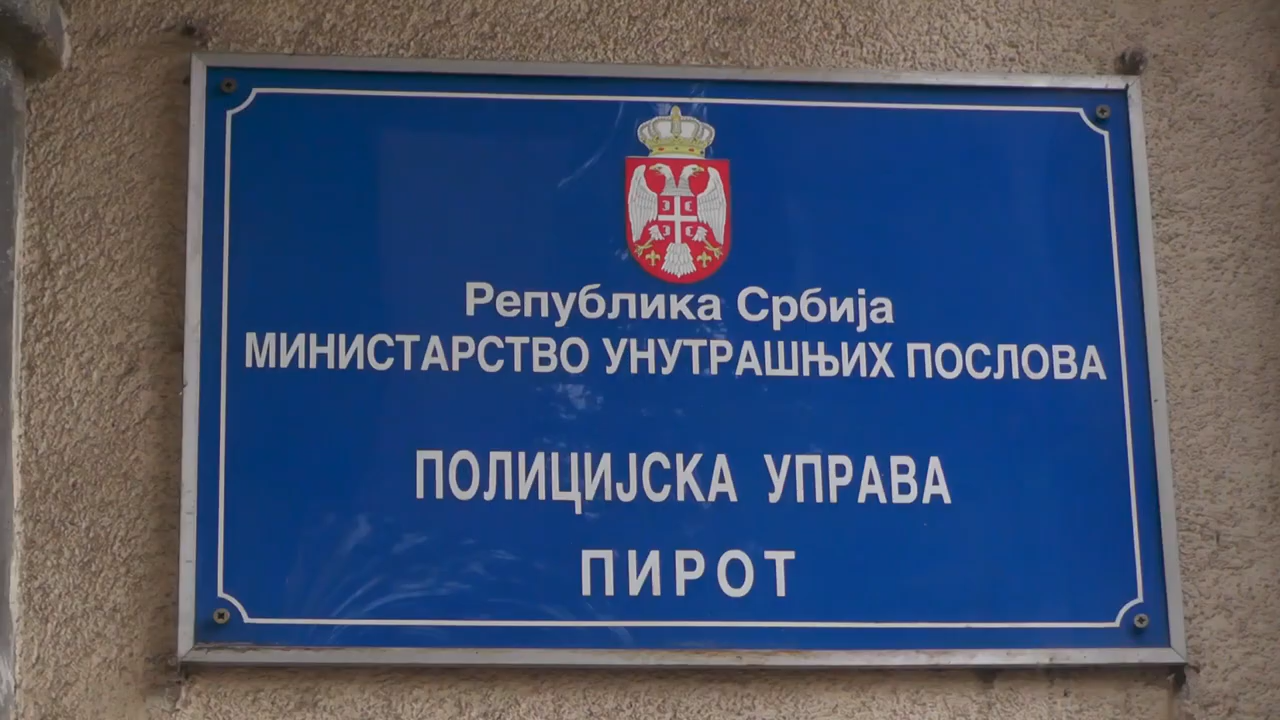 Република Србија
МИНИСТАРСТВО УНУТРАШЊИХ ПОСЛОВА
ПОЛИЦИЈСКА УПРАВА
ПИРОТ